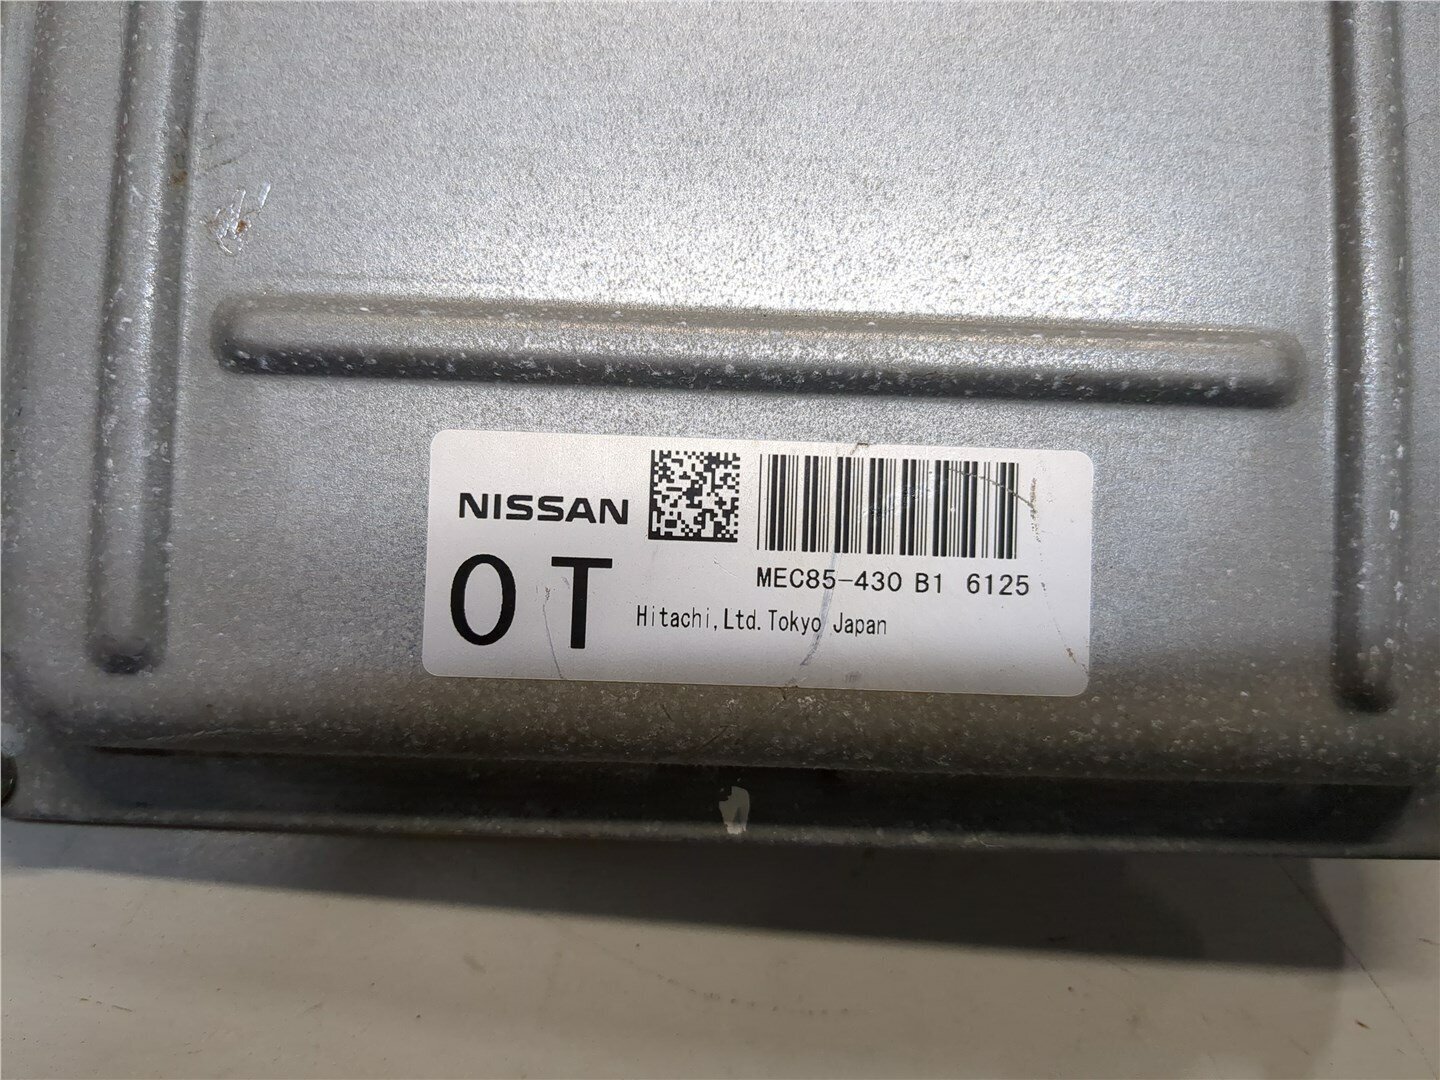 NISSAN
0T
MEC85-430 B1 6125
Hitachi,Ltd.Tokyo Japan